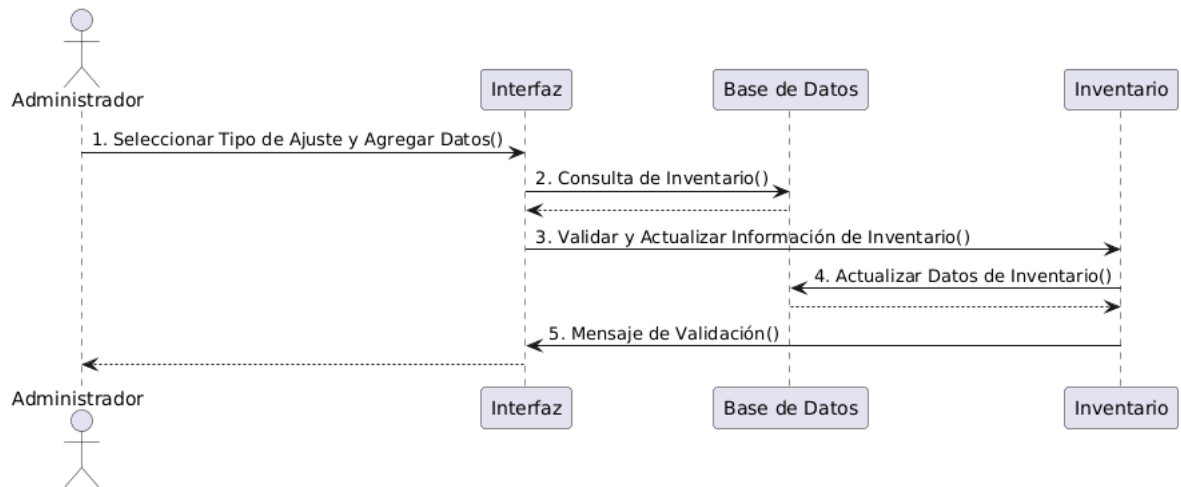 Administrador
Interfaz
Base de Datos
Inventario
1. Seleccionar Tipo de Ajuste y Agregar Datos()
2. Consulta de Inventario()
3. Validar y Actualizar Información de Inventario()
4. Actualizar Datos de Inventario()
5. Mensaje de Validación()
Administrador
Interfaz
Base de Datos
Inventario